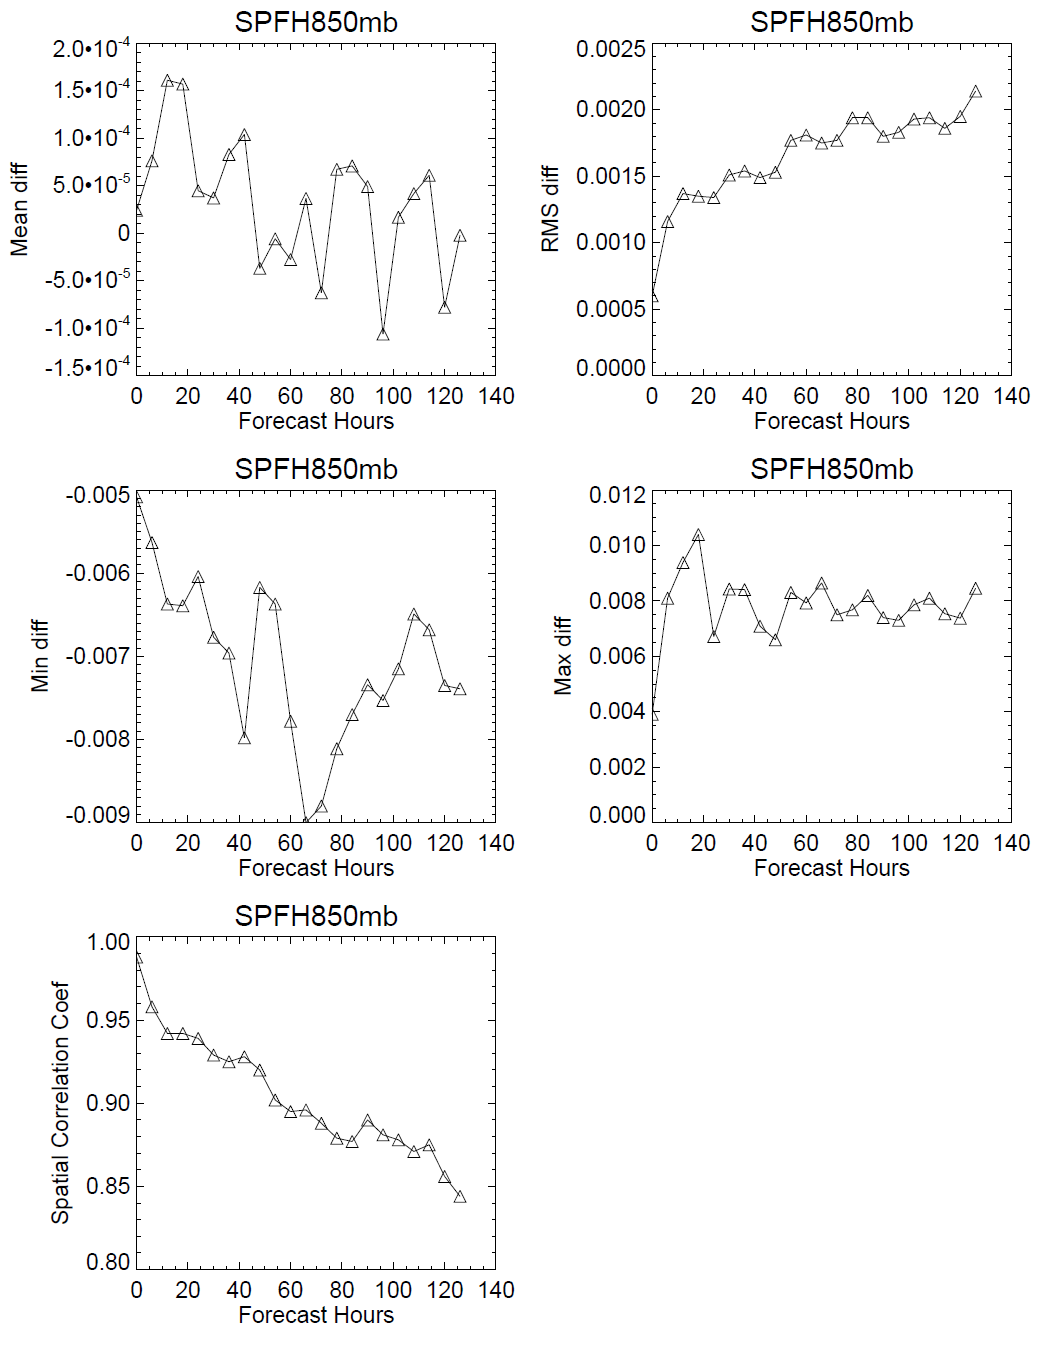 SPFH850mb
2.0•10-4
1.5•10-4
1.0•10-4
5.0•10-5
0
-5.0•10-5
-1.0•10-4
-1.5•10-4
Mean diff
0 20 40 60 80 100 120 140
Forecast Hours
SPFH850mb
0.0025
0.0020
0.0015
0.0010
0.0005
0.0000
RMS diff
0 20 40 60 80 100 120 140
Forecast Hours
SPFH850mb
-0.005
-0.006
-0.007
-0.008
-0.009
Min diff
0 20 40 60 80 100 120 140
Forecast Hours
SPFH850mb
0.012
0.010
0.008
0.006
0.004
0.002
0.000
Max diff
0 20 40 60 80 100 120 140
Forecast Hours
SPFH850mb
1.00
0.95
0.90
0.85
0.80
Spatial Correlation Coef
0 20 40 60 80 100 120 140
Forecast Hours